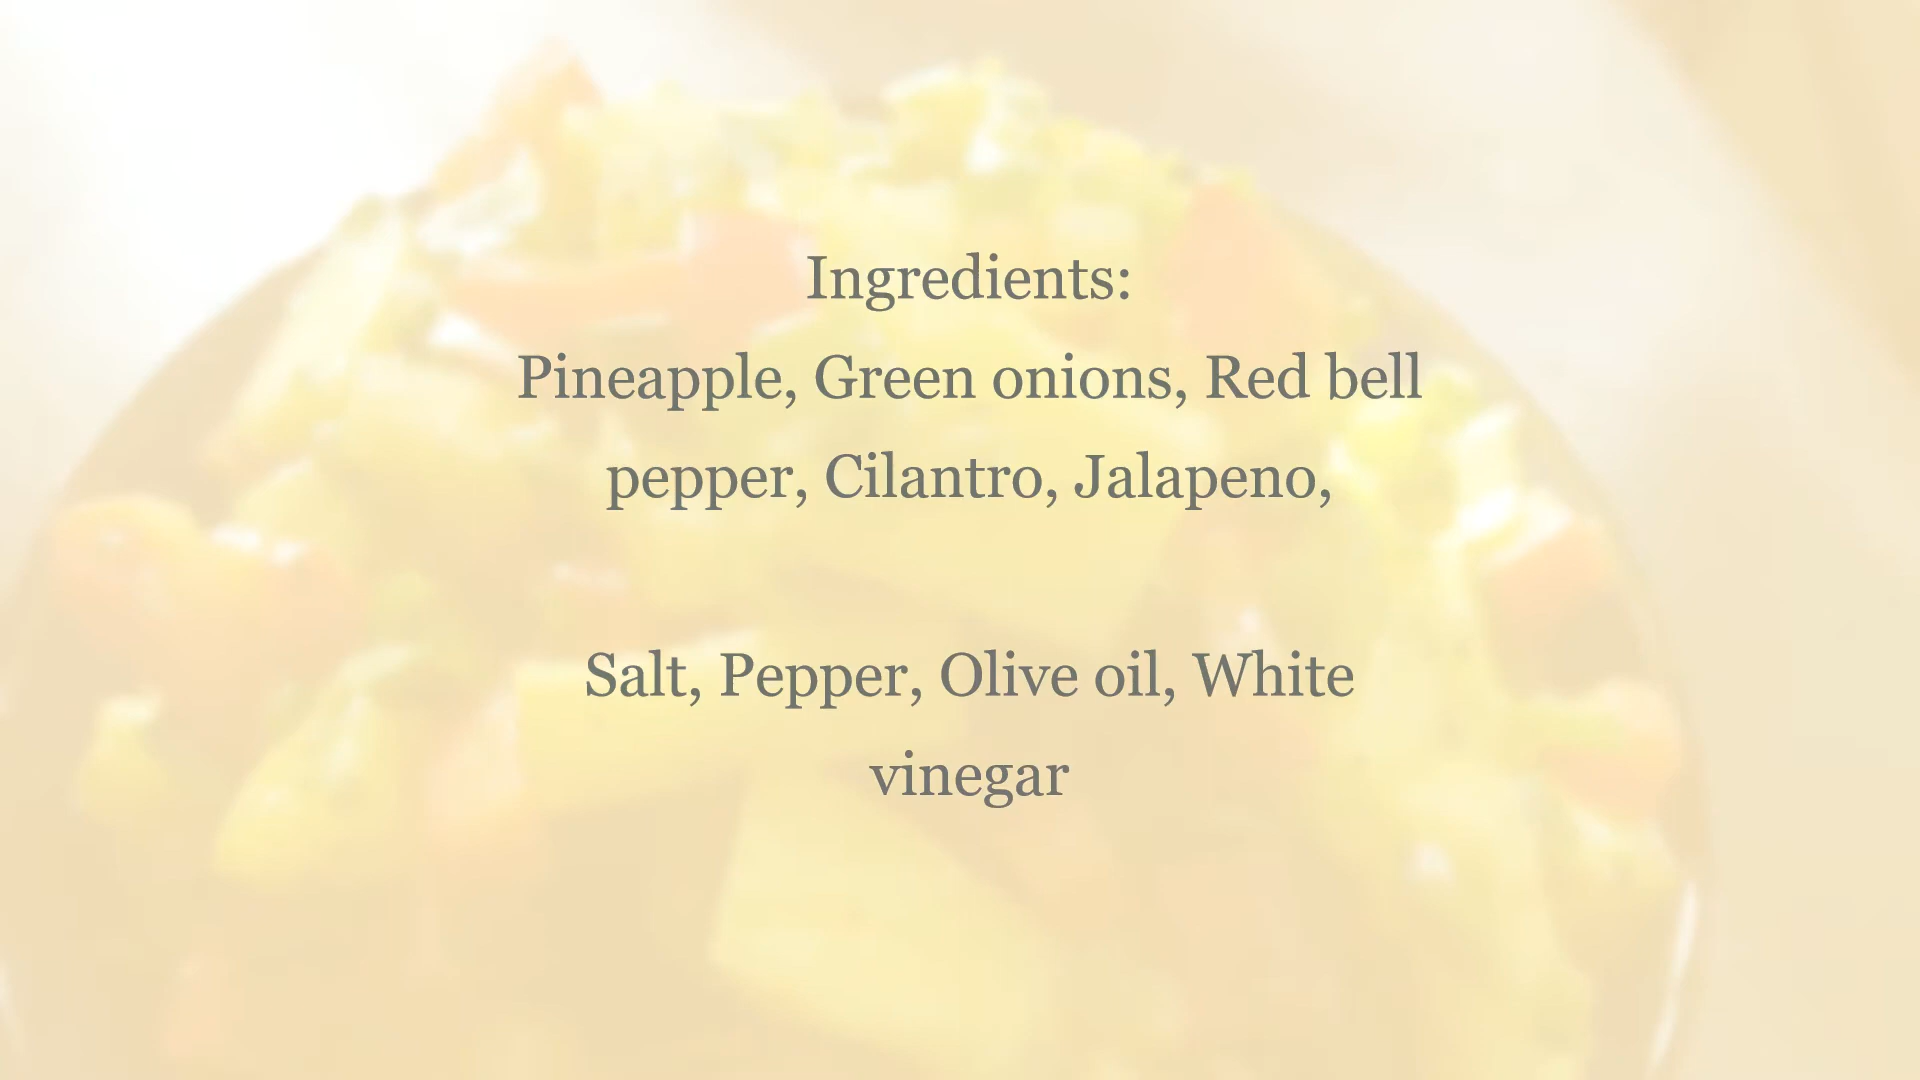 Ingredients:
Pineapple, Green onions, Red bell
pepper, Cilantro, Jalapeno,
Salt, Pepper, Olive oil, White
vinegar